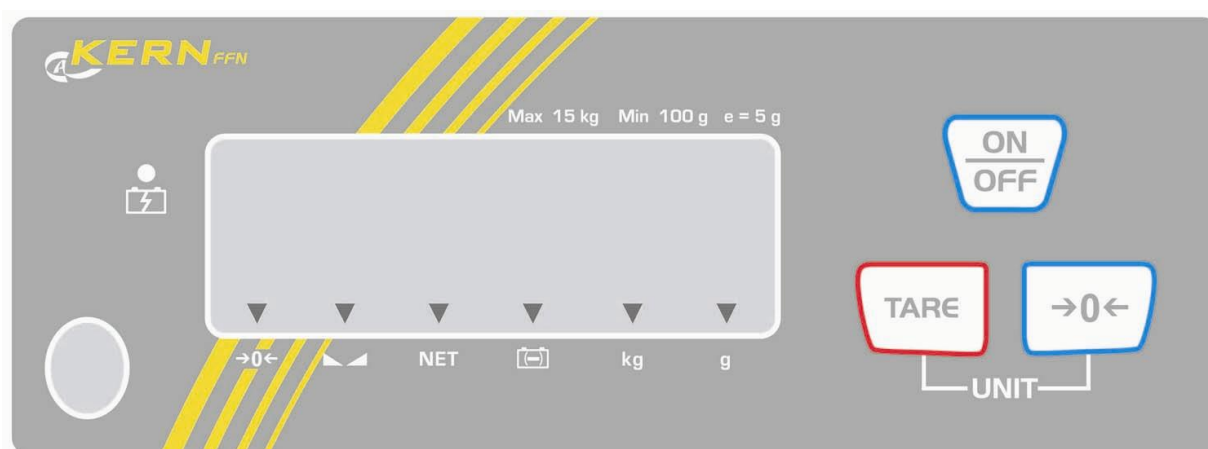 KERN FFN
Max 15 kg Min 100 g e = 5 g
ON
OFF
→0← NET kg g
TARE →0←
UNIT